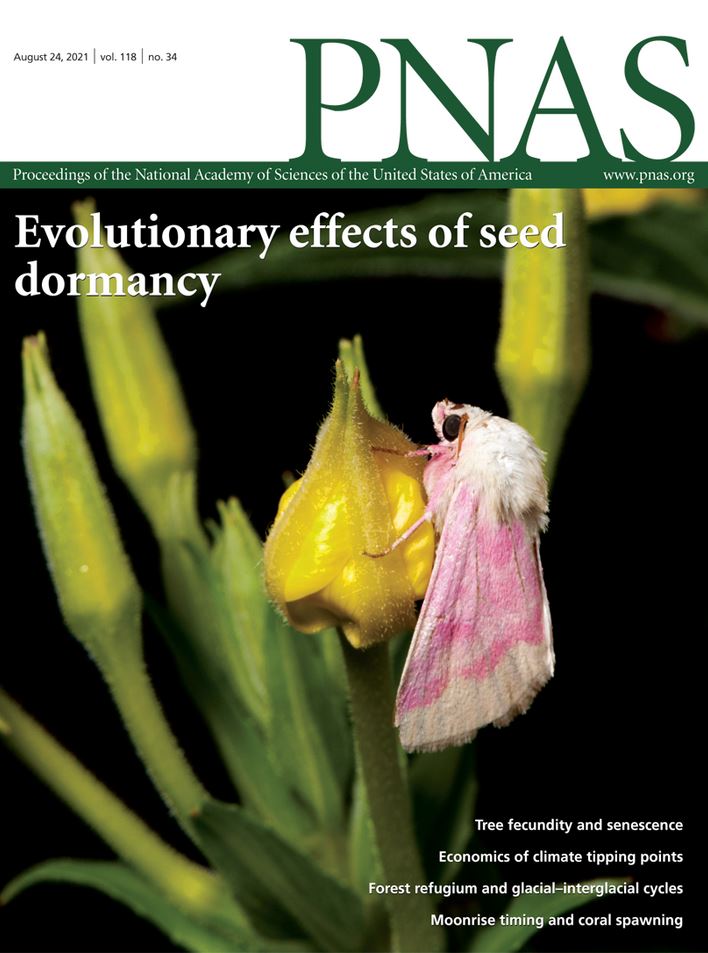 August 24, 2021 | vol. 118 | no. 34
PNAS
Proceedings of the National Academy of Sciences of the United States of America www.pnas.org
Evolutionary effects of seed
dormancy
Tree fecundity and senescence
Economics of climate tipping points
Forest refugium and glacial–interglacial cycles
Moonrise timing and coral spawning